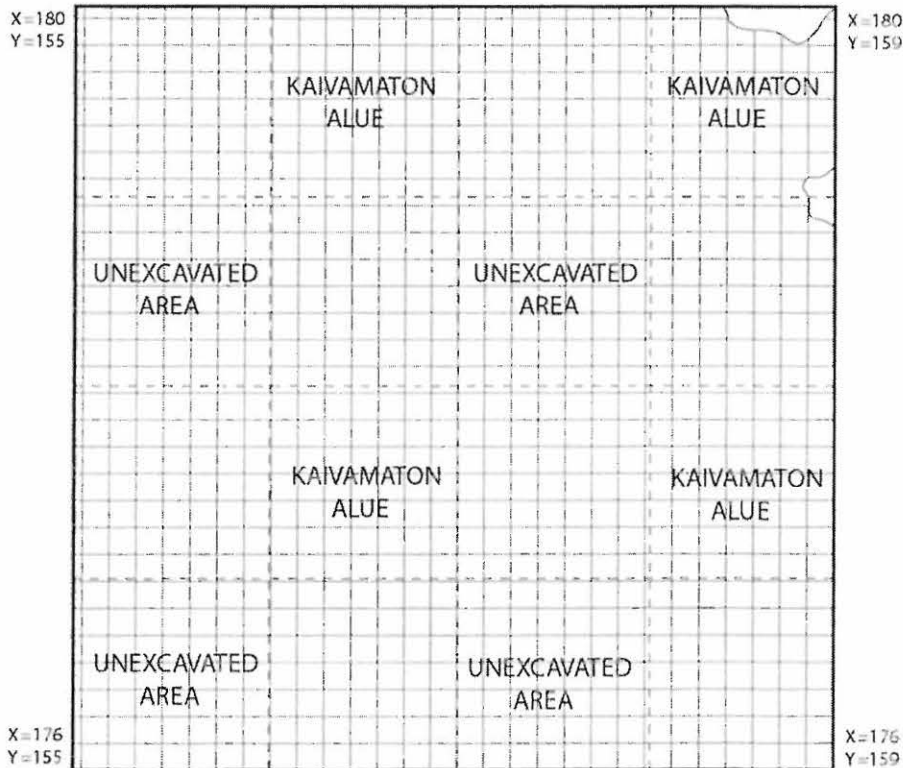 X=180
Y=155
X=180
Y=159
KAIVAMATON
ALUE
KAIVAMATON
ALUE
UNEXCAVATED
AREA
UNEXCAVATED
AREA
KAIVAMATON
ALUE
KAIVAMATON
ALUE
UNEXCAVATED
AREA
UNEXCAVATED
AREA
X=176
Y=155
X=176
Y=159